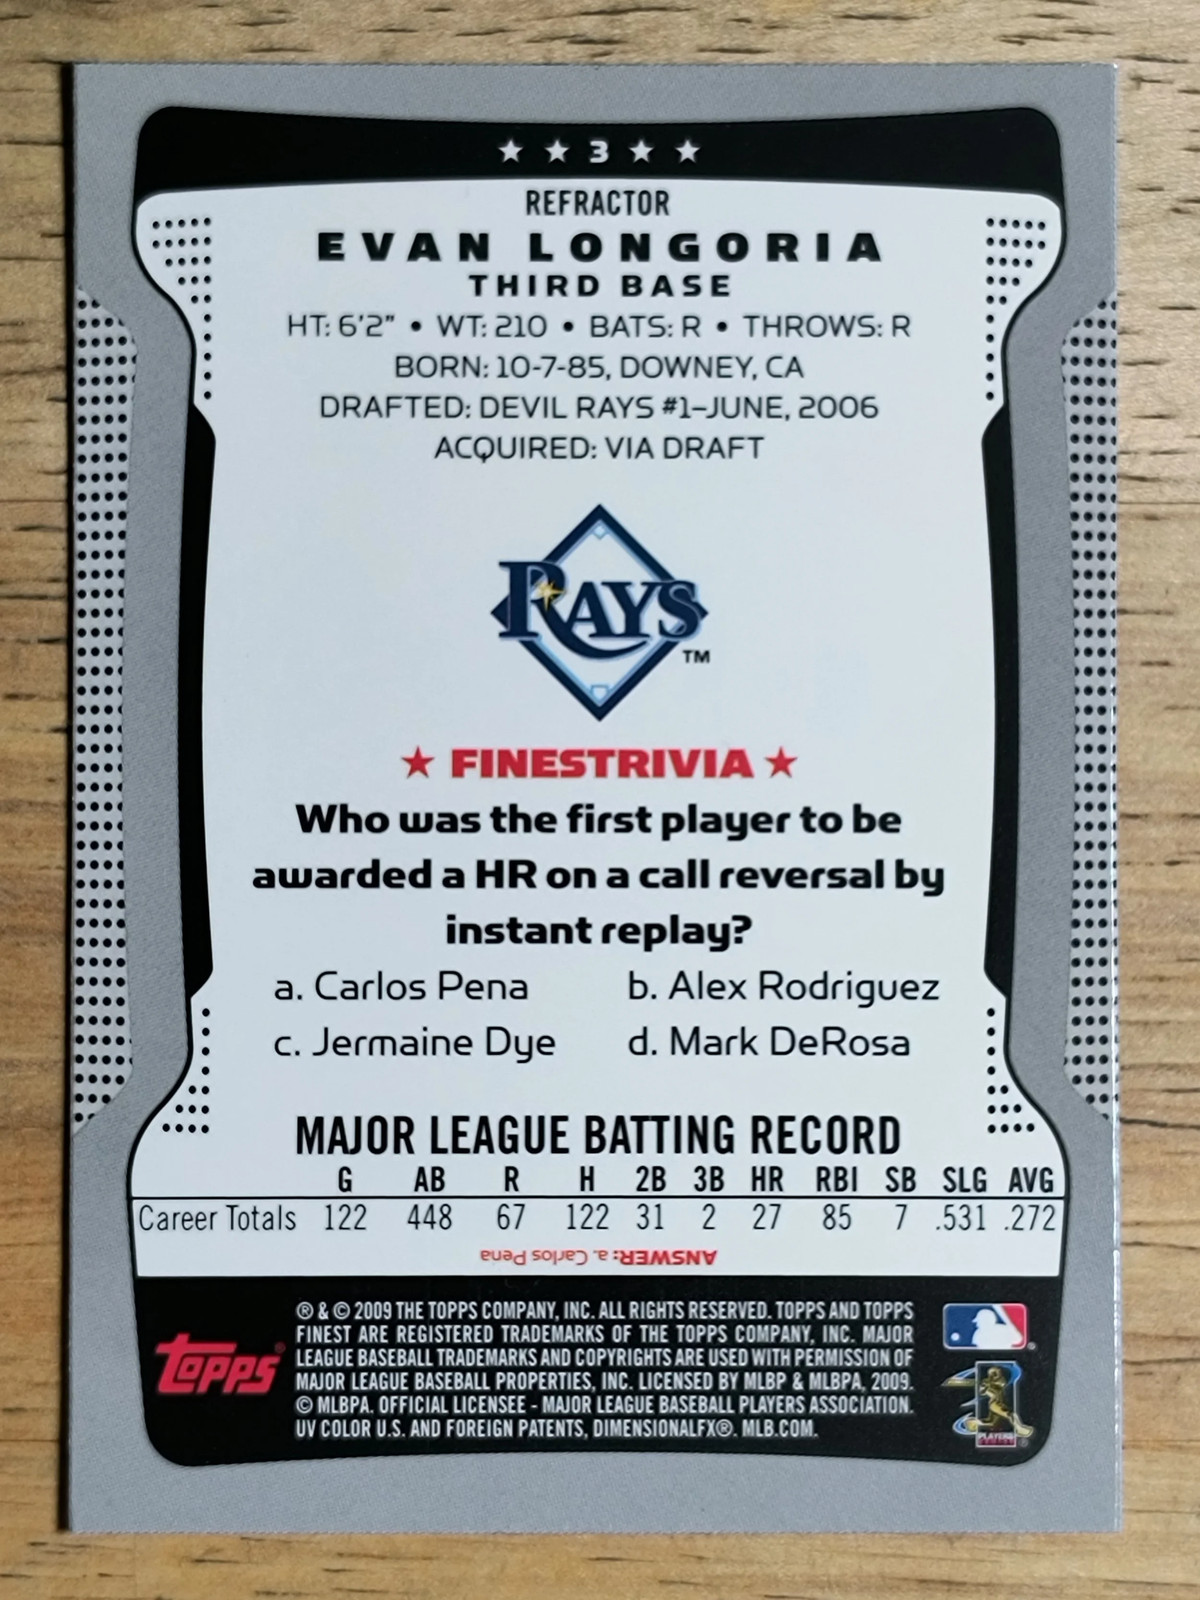 ★ ★ 3 ★ ★
REFRACTOR
EVAN LONGORIA
THIRD BASE
HT: 6'2" • WT: 210 • BATS: R • THROWS: R
BORN: 10-7-85, DOWNEY, CA
DRAFTED: DEVIL RAYS #1–JUNE, 2006
ACQUIRED: VIA DRAFT
RAYS TM
★ FINESTRIVIA ★
Who was the first player to be
awarded a HR on a call reversal by
instant replay?
a. Carlos Pena b. Alex Rodriguez
c. Jermaine Dye d. Mark DeRosa
MAJOR LEAGUE BATTING RECORD
G AB R H 2B 3B HR RBI SB SLG AVG
Career Totals 122 448 67 122 31 2 27 85 7 .531 .272
ANSWER: a. Carlos Pena
® & © 2009 THE TOPPS COMPANY, INC. ALL RIGHTS RESERVED. TOPPS AND TOPPS
FINEST ARE REGISTERED TRADEMARKS OF THE TOPPS COMPANY, INC. MAJOR
LEAGUE BASEBALL TRADEMARKS AND COPYRIGHTS ARE USED WITH PERMISSION OF
MAJOR LEAGUE BASEBALL PROPERTIES, INC. LICENSED BY MLBP & MLBPA, 2009.
© MLBPA. OFFICIAL LICENSEE - MAJOR LEAGUE BASEBALL PLAYERS ASSOCIATION.
UV COLOR U.S. AND FOREIGN PATENTS, DIMENSIONALFX®. MLB.COM.
Topps®
PLAYERS